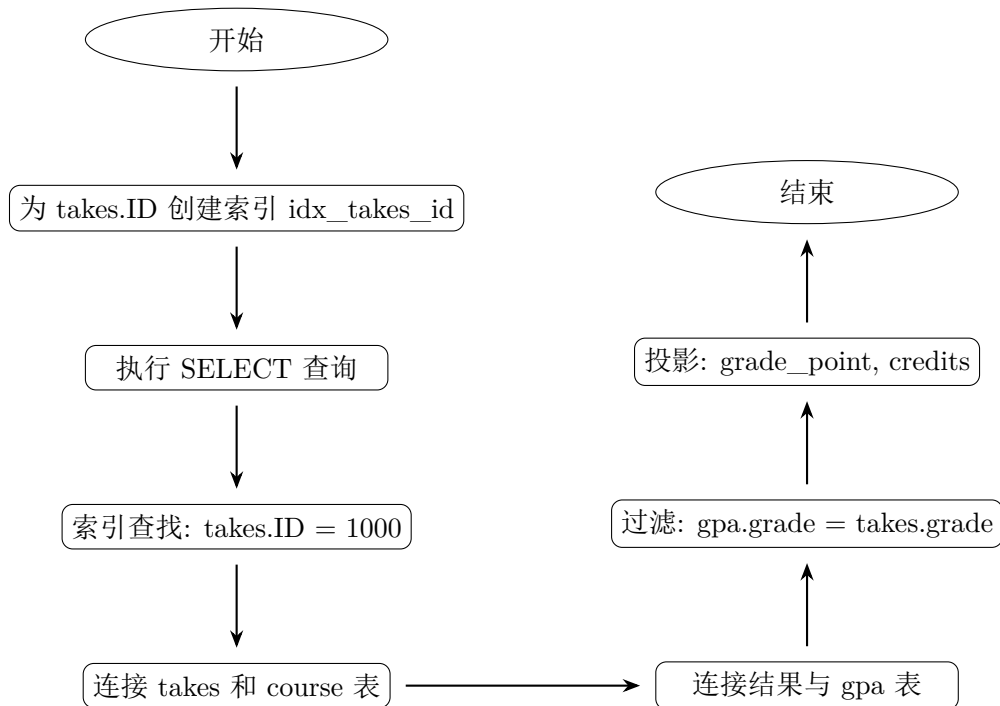 开始
为 takes.ID 创建索引 idx_takes_id
执行 SELECT 查询
索引查找: takes.ID = 1000
连接 takes 和 course 表
连接结果与 gpa 表
过滤: gpa.grade = takes.grade
投影: grade_point, credits
结束